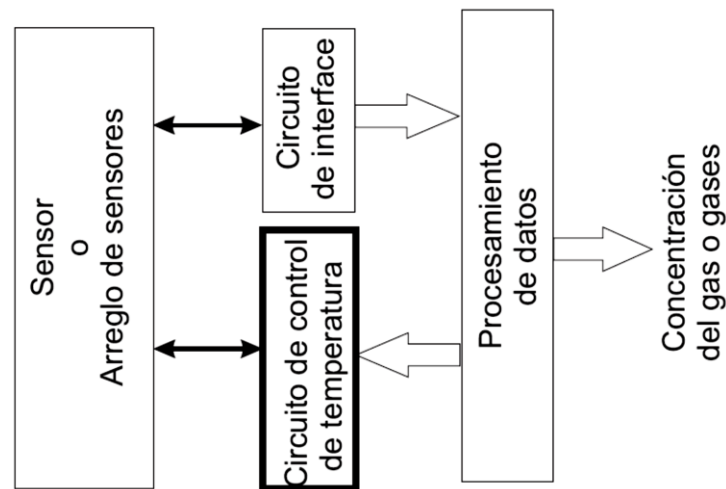 Sensor
o
Arreglo de sensores
Circuito
de interface
Circuito de control
de temperatura
Procesamiento
de datos
Concentración
del gas o gases